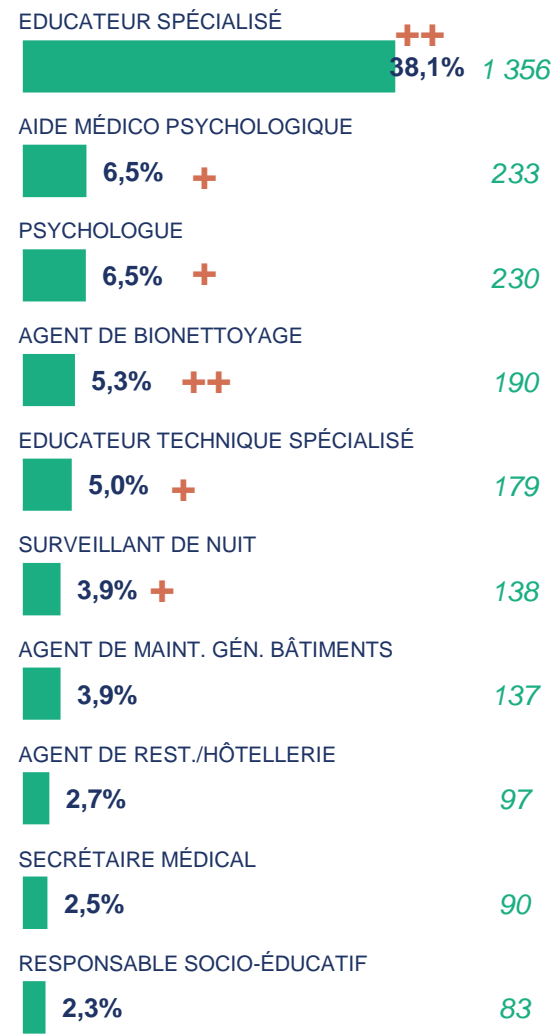 EDUCATEUR SPÉCIALISÉ
++
38,1% 1 356
AIDE MÉDICO PSYCHOLOGIQUE
6,5% + 233
PSYCHOLOGUE
6,5% + 230
AGENT DE BIONETTOYAGE
5,3% ++ 190
EDUCATEUR TECHNIQUE SPÉCIALISÉ
5,0% + 179
SURVEILLANT DE NUIT
3,9% + 138
AGENT DE MAINT. GÉN. BÂTIMENTS
3,9% 137
AGENT DE REST./HÔTELLERIE
2,7% 97
SECRÉTAIRE MÉDICAL
2,5% 90
RESPONSABLE SOCIO-ÉDUCATIF
2,3% 83